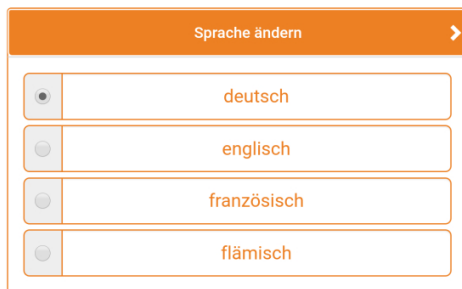 Sprache ändern
deutsch
englisch
französisch
flämisch